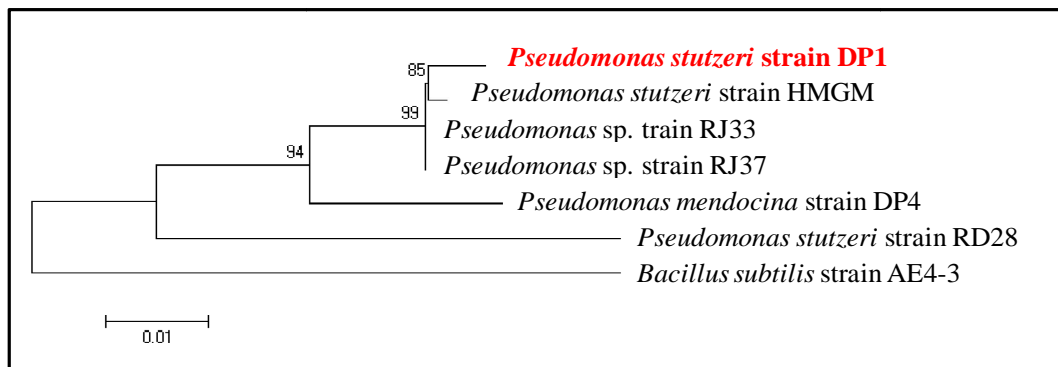 Pseudomonas stutzeri strain DP1
85
Pseudomonas stutzeri strain HMGM
99
Pseudomonas sp. train RJ33
94
Pseudomonas sp. strain RJ37
Pseudomonas mendocina strain DP4
Pseudomonas stutzeri strain RD28
Bacillus subtilis strain AE4-3
0.01